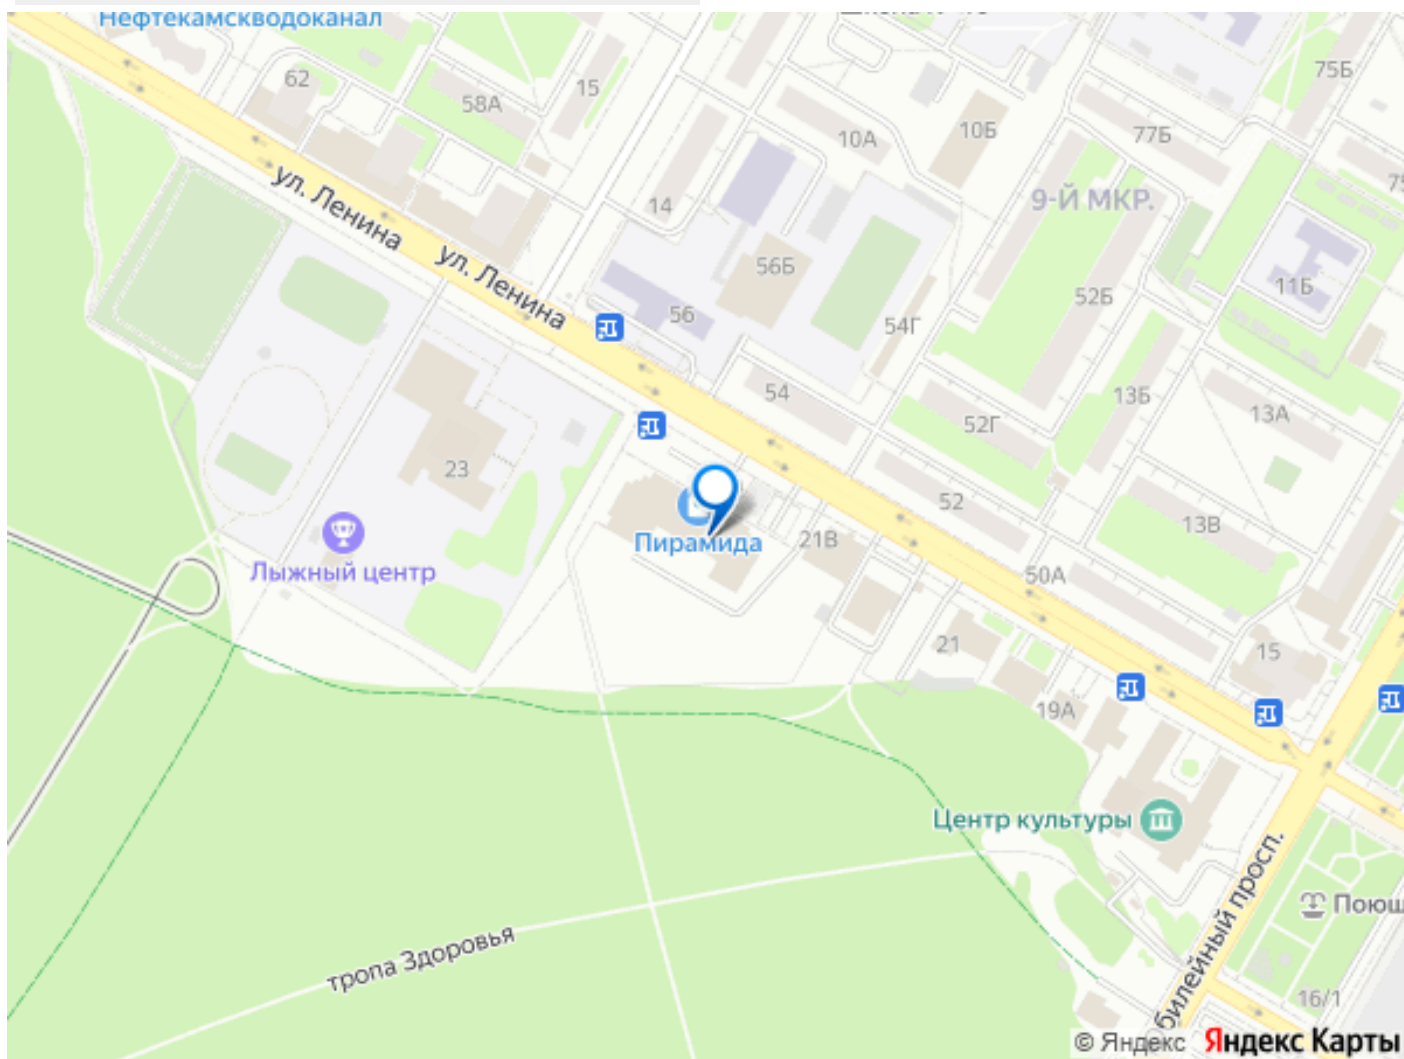 Нефтекамскводоканал
75Б
62
15
58А
10А
10Б
77Б
ул. Ленина
14
9-Й МКР.
ул. Ленина
56Б
11Б
52Б
56
54Г
54
13Б
13А
52Г
23
52
13В
Пирамида
21В
Лыжный центр
50А
21
15
19А
Центр культуры
билейный просп.
Поющ
тропа Здоровья
16/1
© Яндекс Яндекс Карты